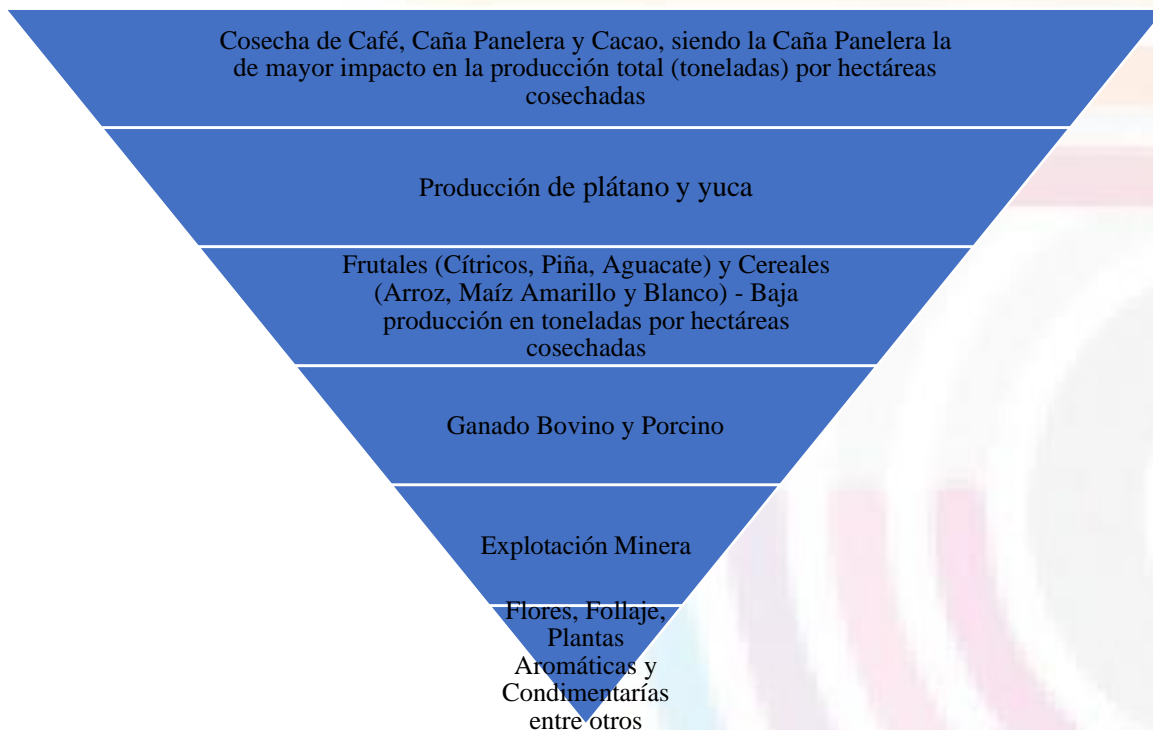 Cosecha de Café, Caña Panelera y Cacao, siendo la Caña Panelera la
de mayor impacto en la producción total (toneladas) por hectáreas
cosechadas
Producción de plátano y yuca
Frutales (Cítricos, Piña, Aguacate) y Cereales
(Arroz, Maíz Amarillo y Blanco) - Baja
producción en toneladas por hectáreas
cosechadas
Ganado Bovino y Porcino
Explotación Minera
Flores, Follaje,
Plantas
Aromáticas y
Condimentarías
entre otros